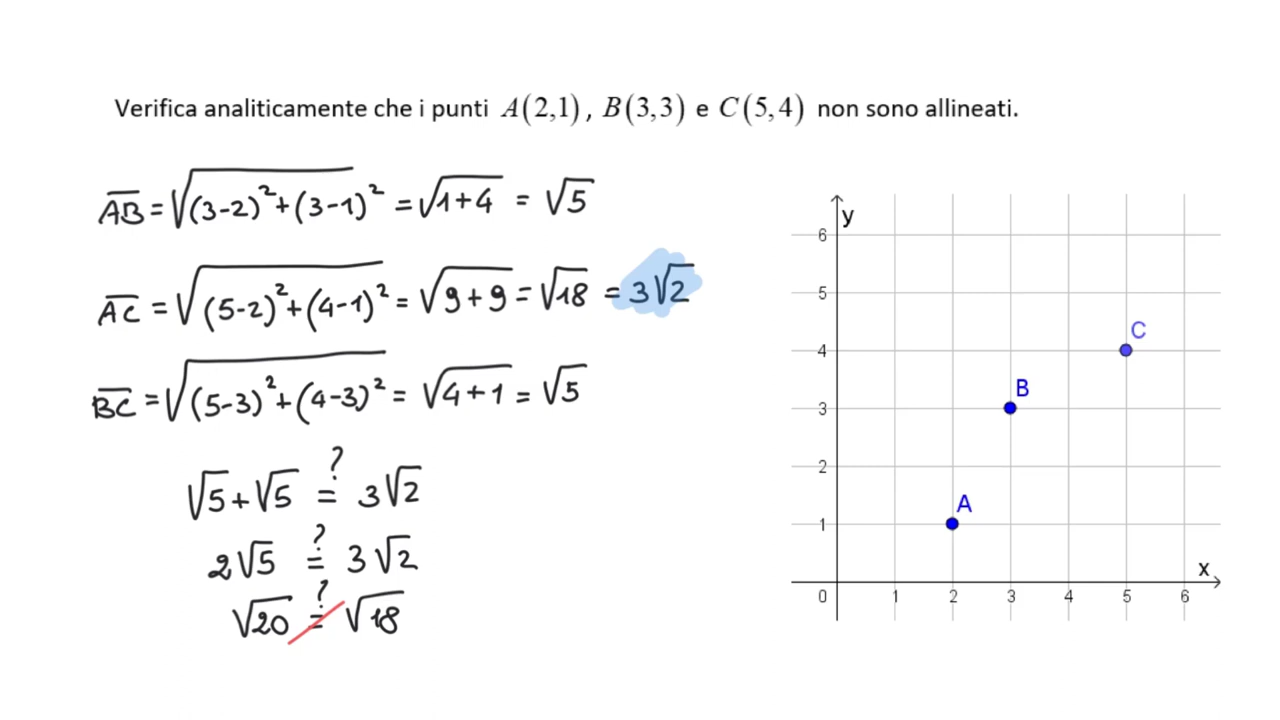 Verifica analiticamente che i punti A(2,1), B(3,3) e C(5,4) non sono allineati.
AB̅ = √(3-2)²+(3-1)² = √1+4 = √5
AC̅ = √(5-2)²+(4-1)² = √9+9 = √18 = 3√2
BC̅ = √(5-3)²+(4-3)² = √4+1 = √5
√5+√5 ?= 3√2
2√5 ?= 3√2
√20 ?= √18
y
6
5
C
4
B
3
2
A
1
x
0 1 2 3 4 5 6